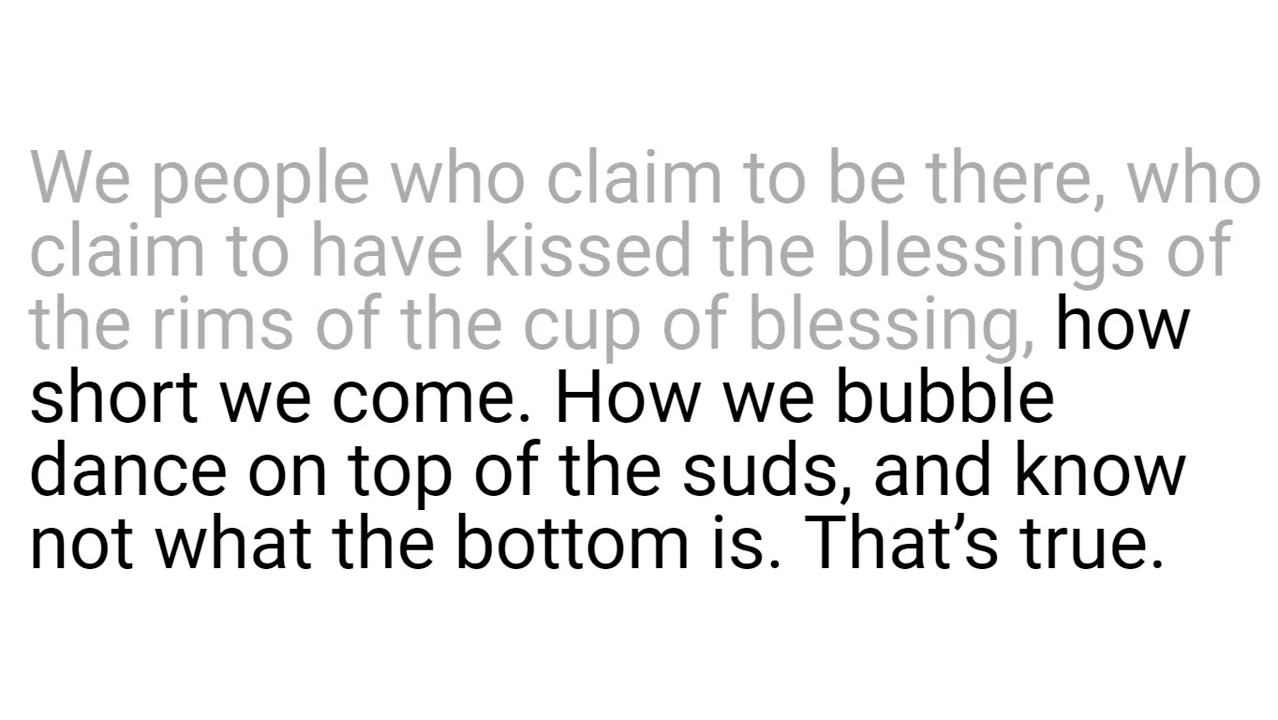 We people who claim to be there, who
claim to have kissed the blessings of
the rims of the cup of blessing, how
short we come. How we bubble
dance on top of the suds, and know
not what the bottom is. That’s true.